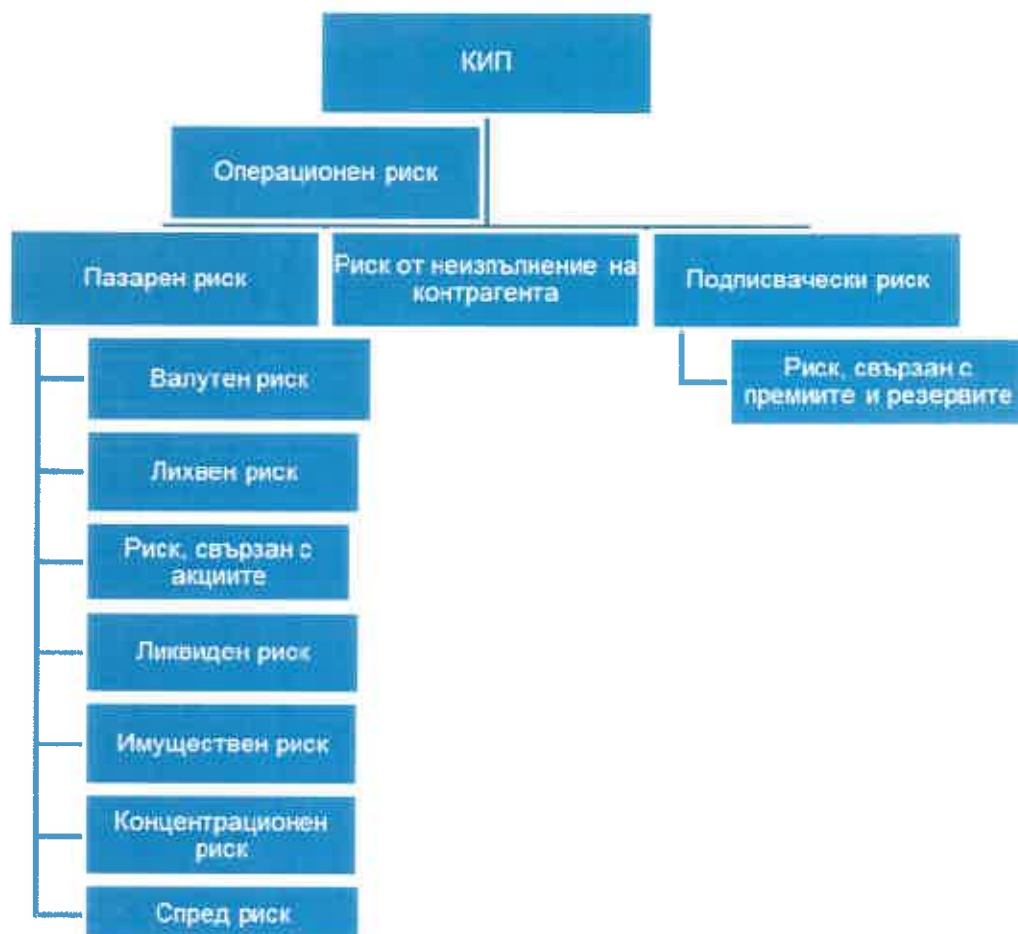 КИП
Операционен риск
Пазарен риск
Риск от неизпълнение на
контрагента
Подписвачески риск
Валутен риск
Риск, свързан с
премиите и резервите
Лихвен риск
Риск, свързан с
акциите
Ликвиден риск
Имуществен риск
Концентрационен
риск
Спред риск